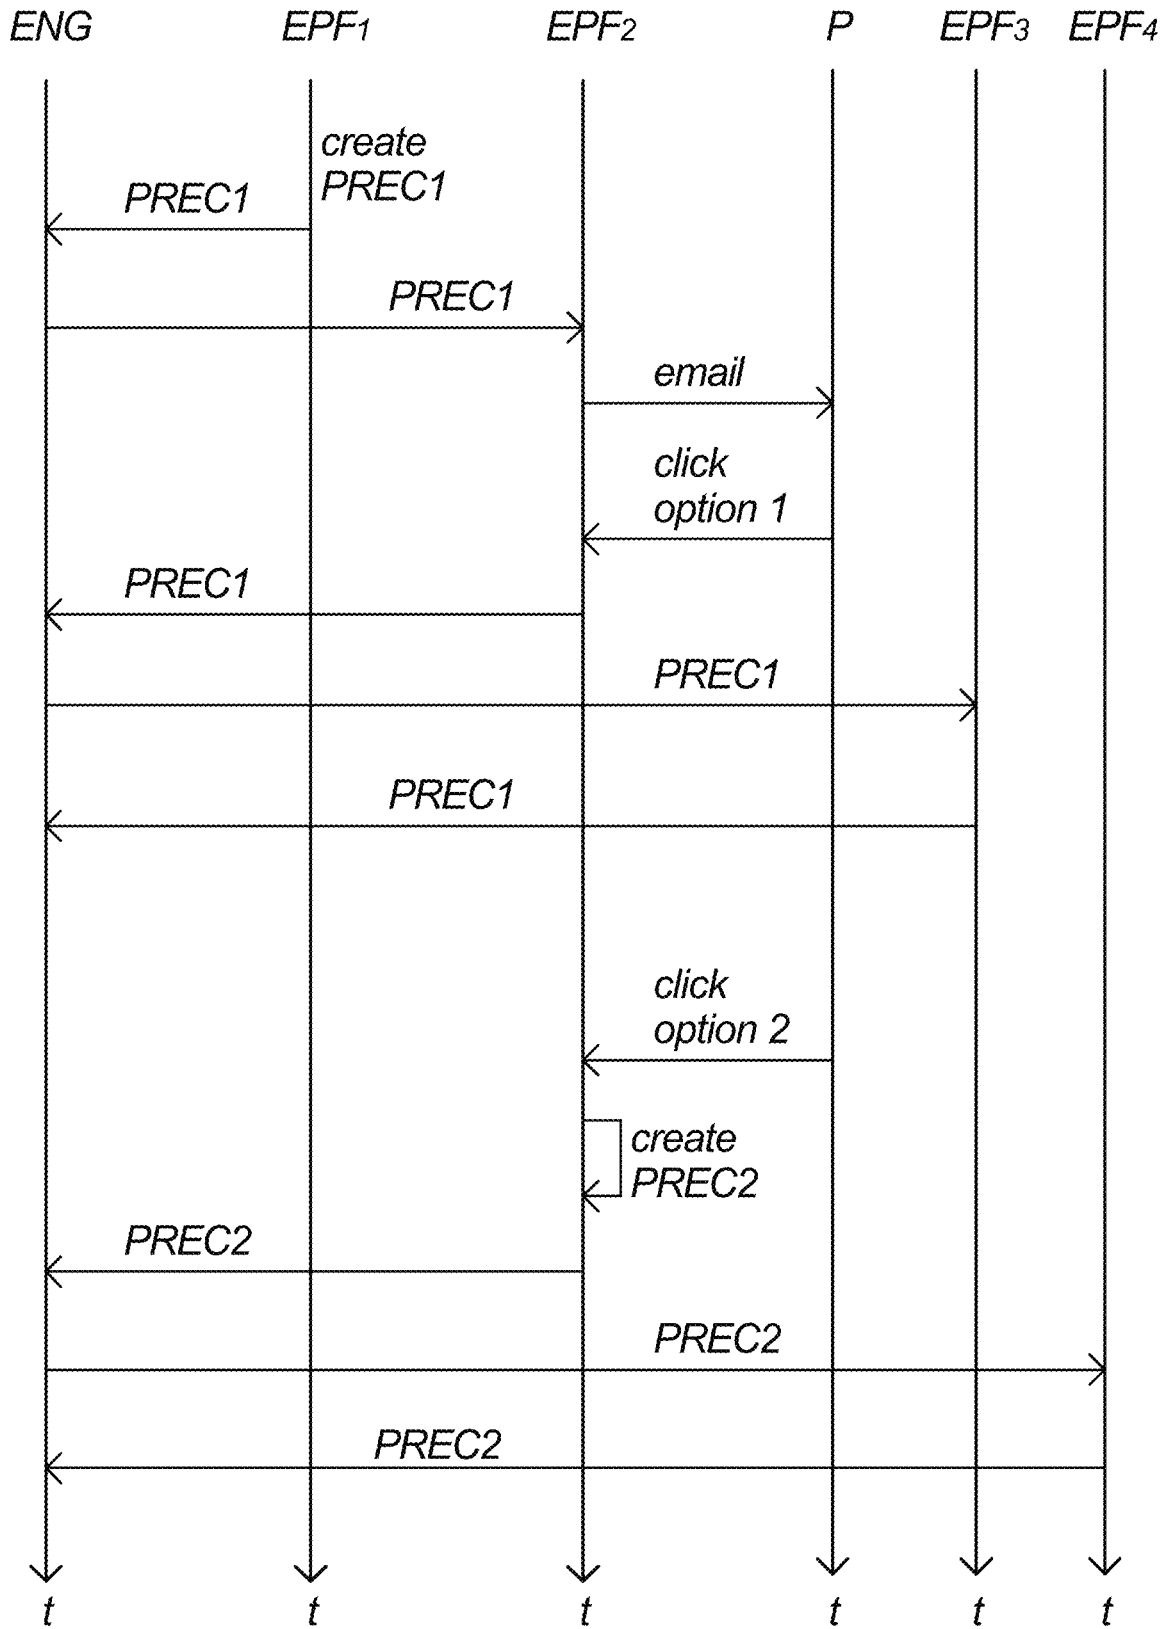 ENG EPF1 EPF2 P EPF3 EPF4
create
PREC1
PREC1
PREC1
email
click
option 1
PREC1
PREC1
PREC1
click
option 2
create
PREC2
PREC2
PREC2
PREC2
t t t t t t